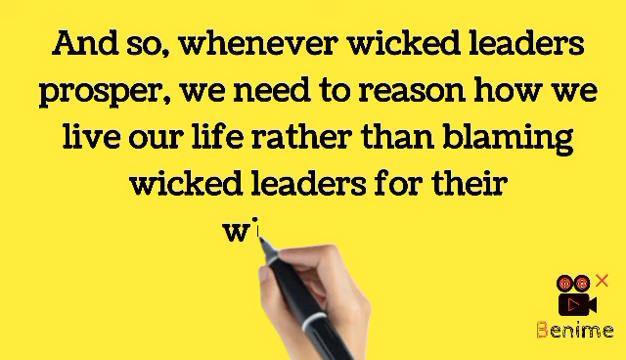 And so, whenever wicked leaders
prosper, we need to reason how we
live our life rather than blaming
wicked leaders for their
wi
Benime